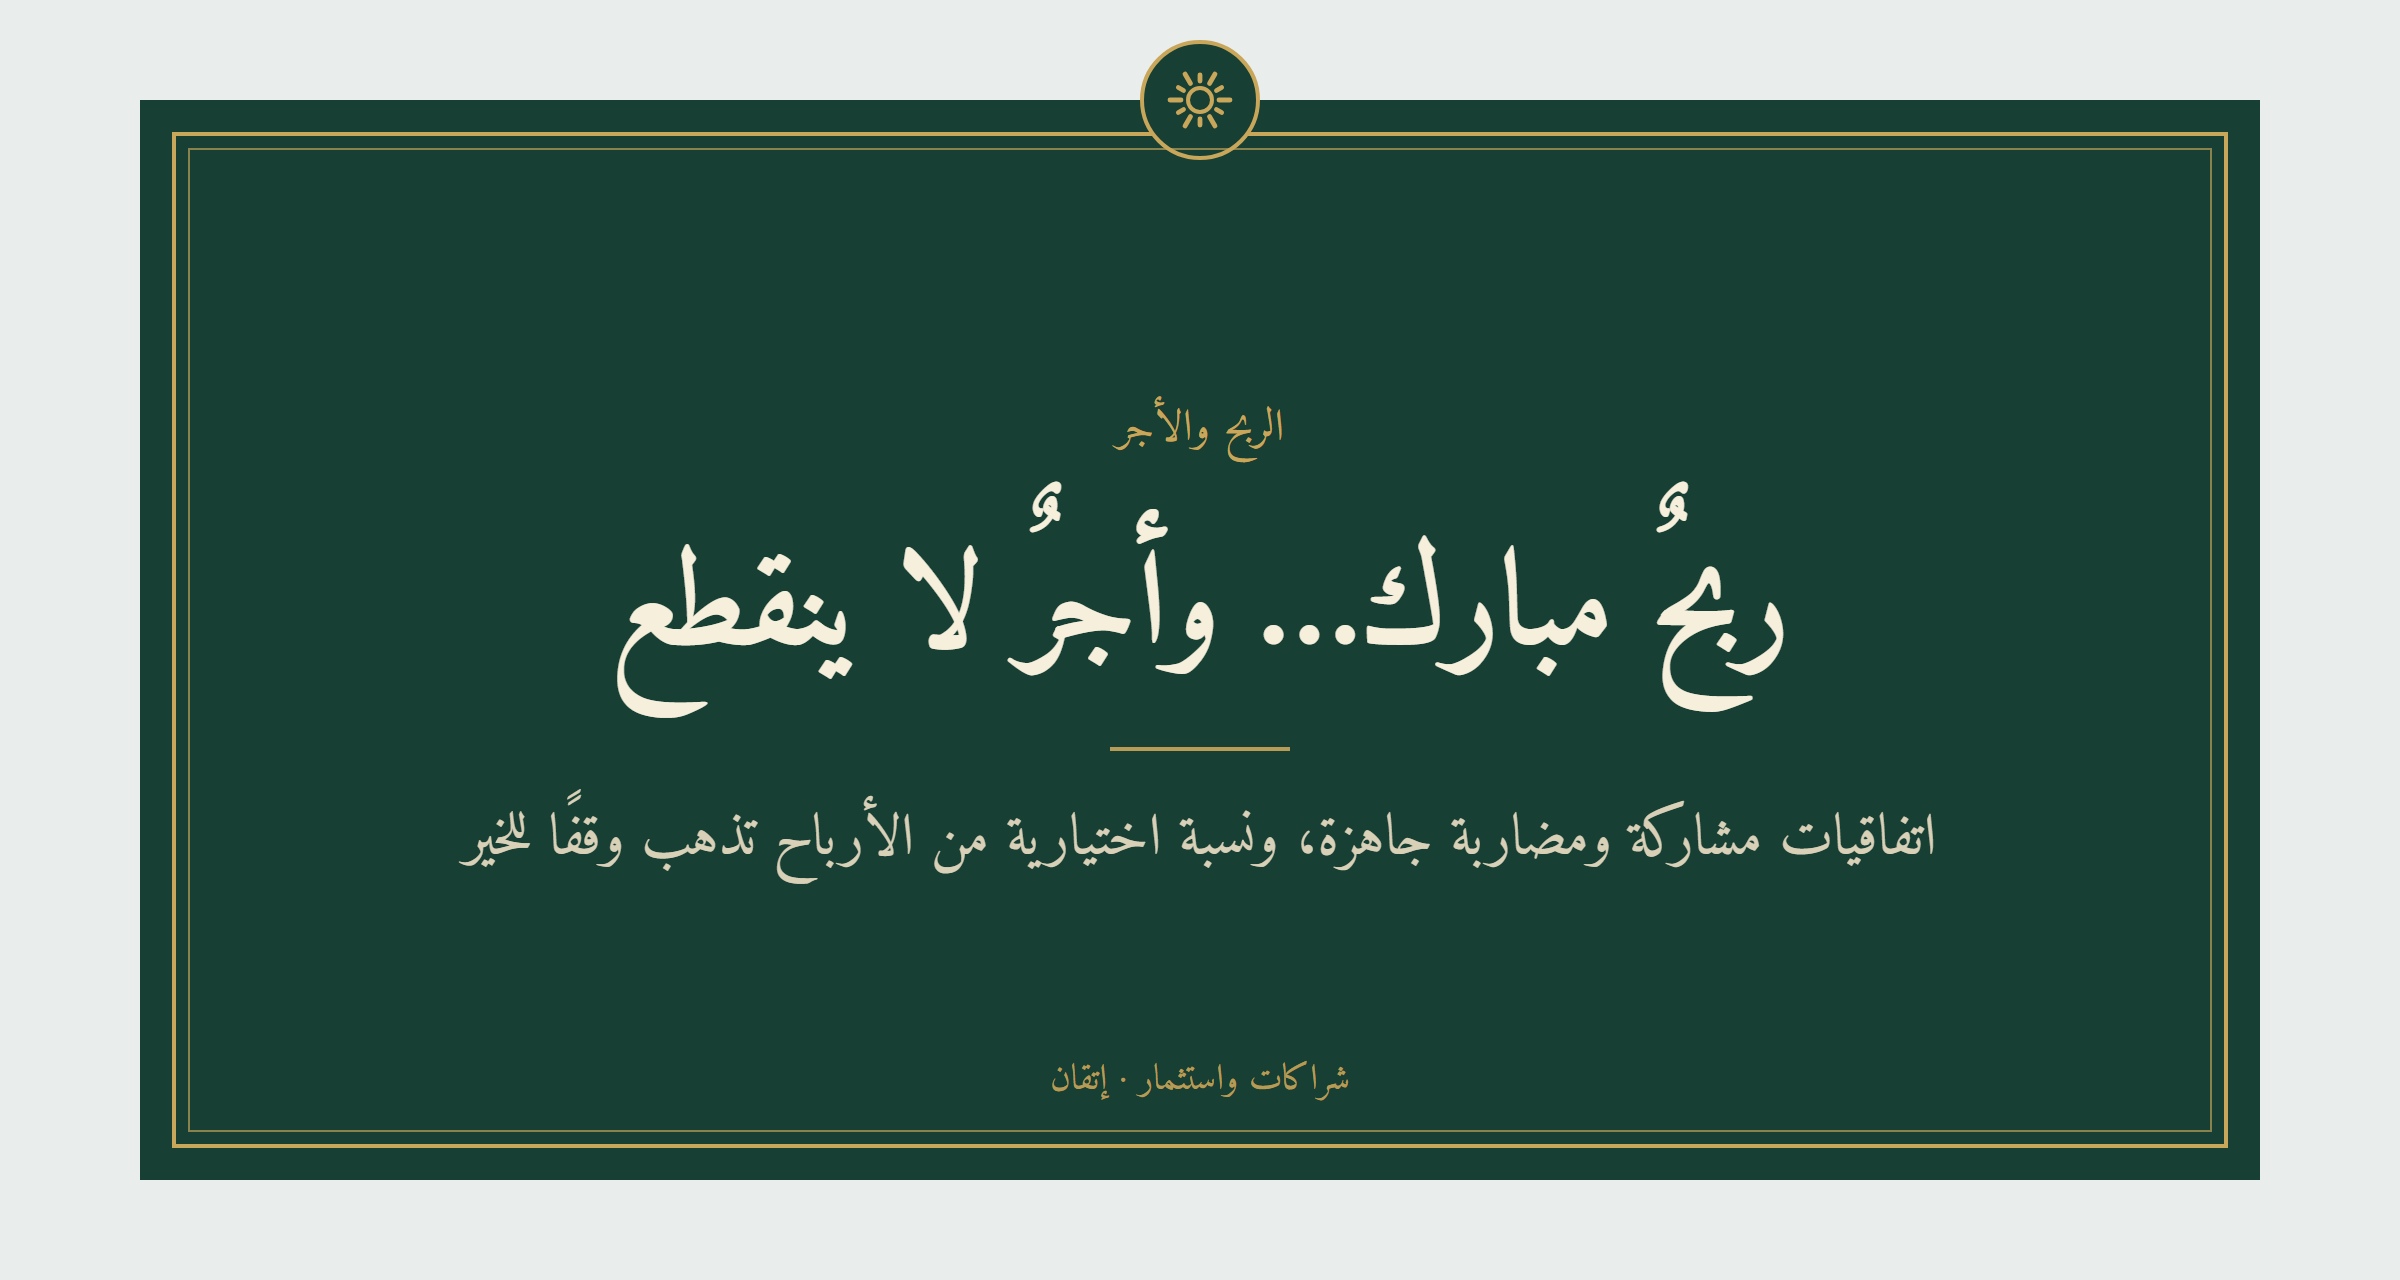 الربح والأجر
ربحٌ مبارك... وأجرٌ لا ينقطع
اتفاقيات مشاركة ومضاربة جاهزة، ونسبة اختيارية من الأرباح تذهب وقفًا للخير
شراكات واستثمار · إتقان